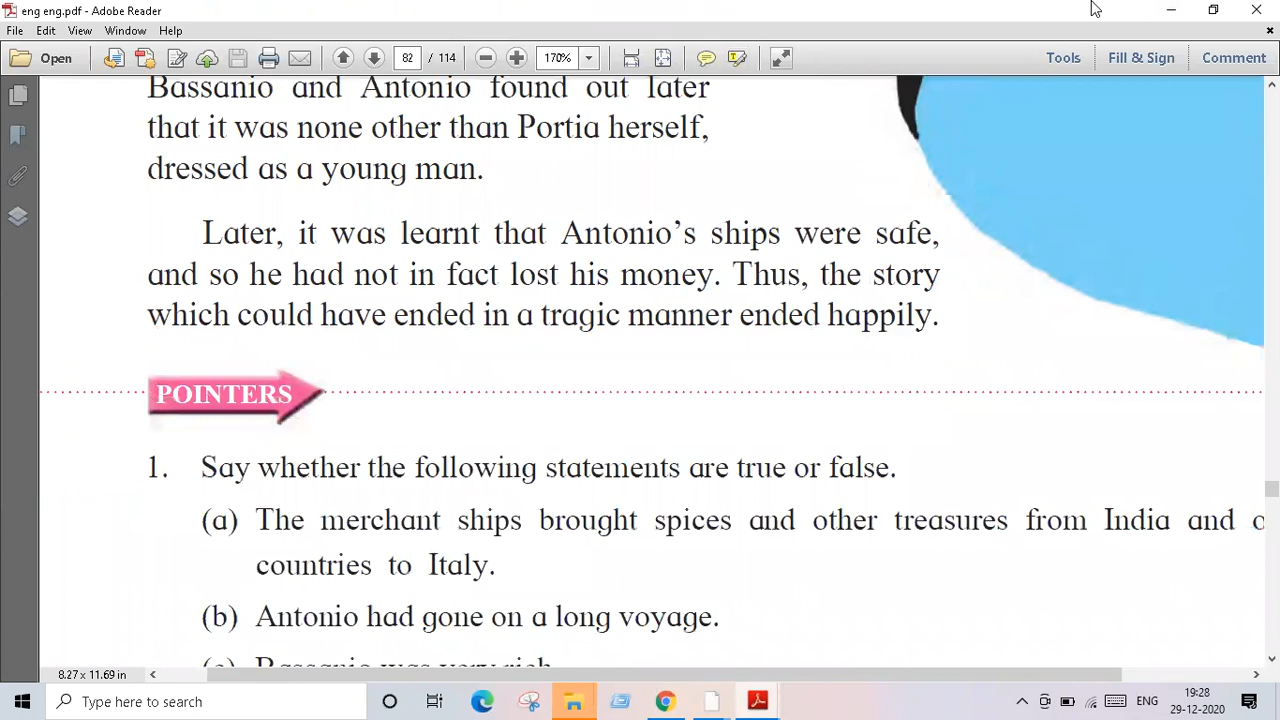 eng eng.pdf - Adobe Reader
File Edit View Window Help
Open 82 / 114 170% Tools Fill & Sign Comment
Bassanio and Antonio found out later
that it was none other than Portia herself,
dressed as a young man.
Later, it was learnt that Antonio's ships were safe,
and so he had not in fact lost his money. Thus, the story
which could have ended in a tragic manner ended happily.
POINTERS
1. Say whether the following statements are true or false.
(a) The merchant ships brought spices and other treasures from India and
countries to Italy.
(b) Antonio had gone on a long voyage.
(c) Bassanio was very rich
8.27 x 11.69 in
Type here to search
ENG
19:28
29-12-2020